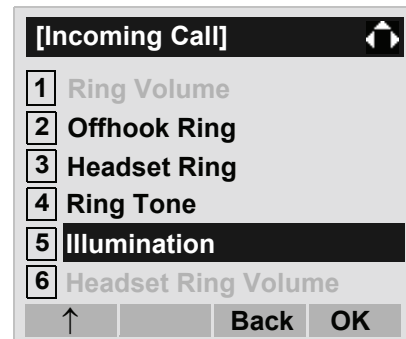 [Incoming Call]
1 Ring Volume
2 Offhook Ring
3 Headset Ring
4 Ring Tone
5 Illumination
6 Headset Ring Volume
↑ Back OK